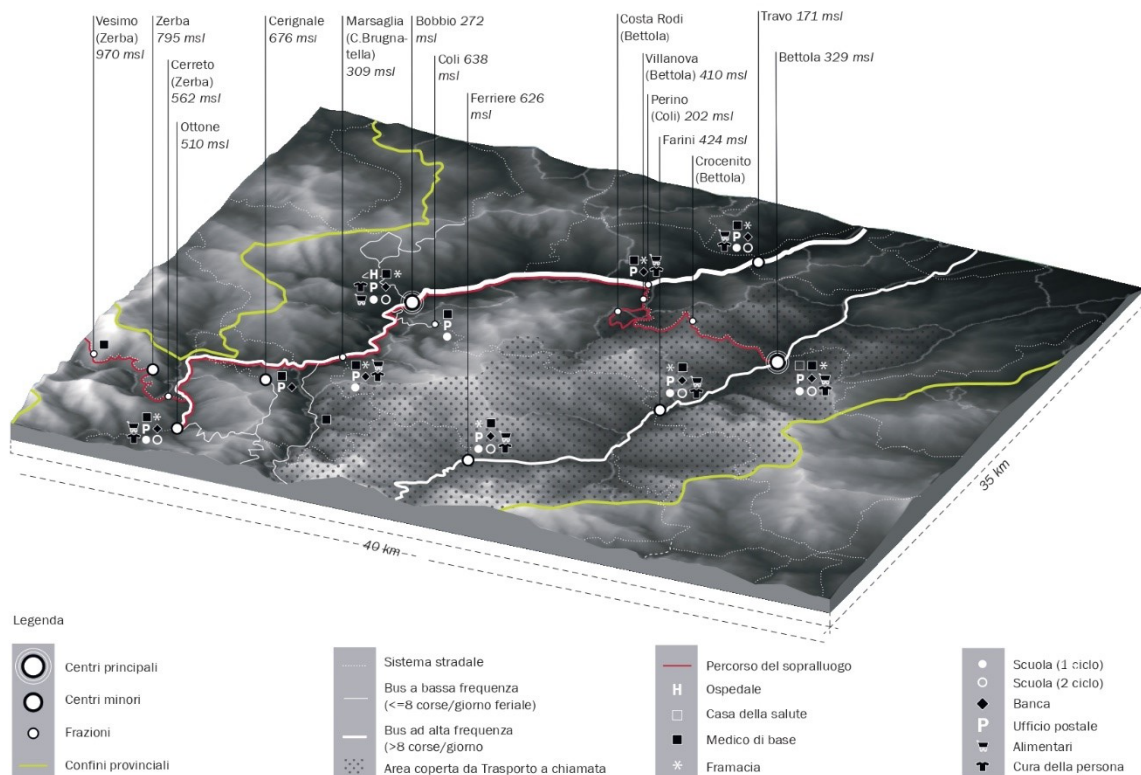 Vesimo
(Zerba)
970 msl
Zerba
795 msl
Cerreto
(Zerba)
562 msl
Ottone
510 msl
Cerignale
676 msl
Marsaglia
(C.Brugna-
tella)
309 msl
Bobbio 272
msl
Coli 638
msl
Ferriere 626
msl
Costa Rodi
(Bettola)
Villanova
(Bettola) 410 msl
Perino
(Coli) 202 msl
Farini 424 msl
Crocenito
(Bettola)
Travo 171 msl
Bettola 329 msl
H
P
P
P
P
P
P
P
P
P
P
40 km
35 km
Legenda
Centri principali
Centri minori
Frazioni
Confini provinciali
Sistema stradale
Bus a bassa frequenza
(<=8 corse/giorno feriale)
Bus ad alta frequenza
(>8 corse/giorno
Area coperta da Trasporto a chiamata
Percorso del sopralluogo
H Ospedale
Casa della salute
Medico di base
Framacia
Scuola (1 ciclo)
Scuola (2 ciclo)
Banca
P Ufficio postale
Alimentari
Cura della persona